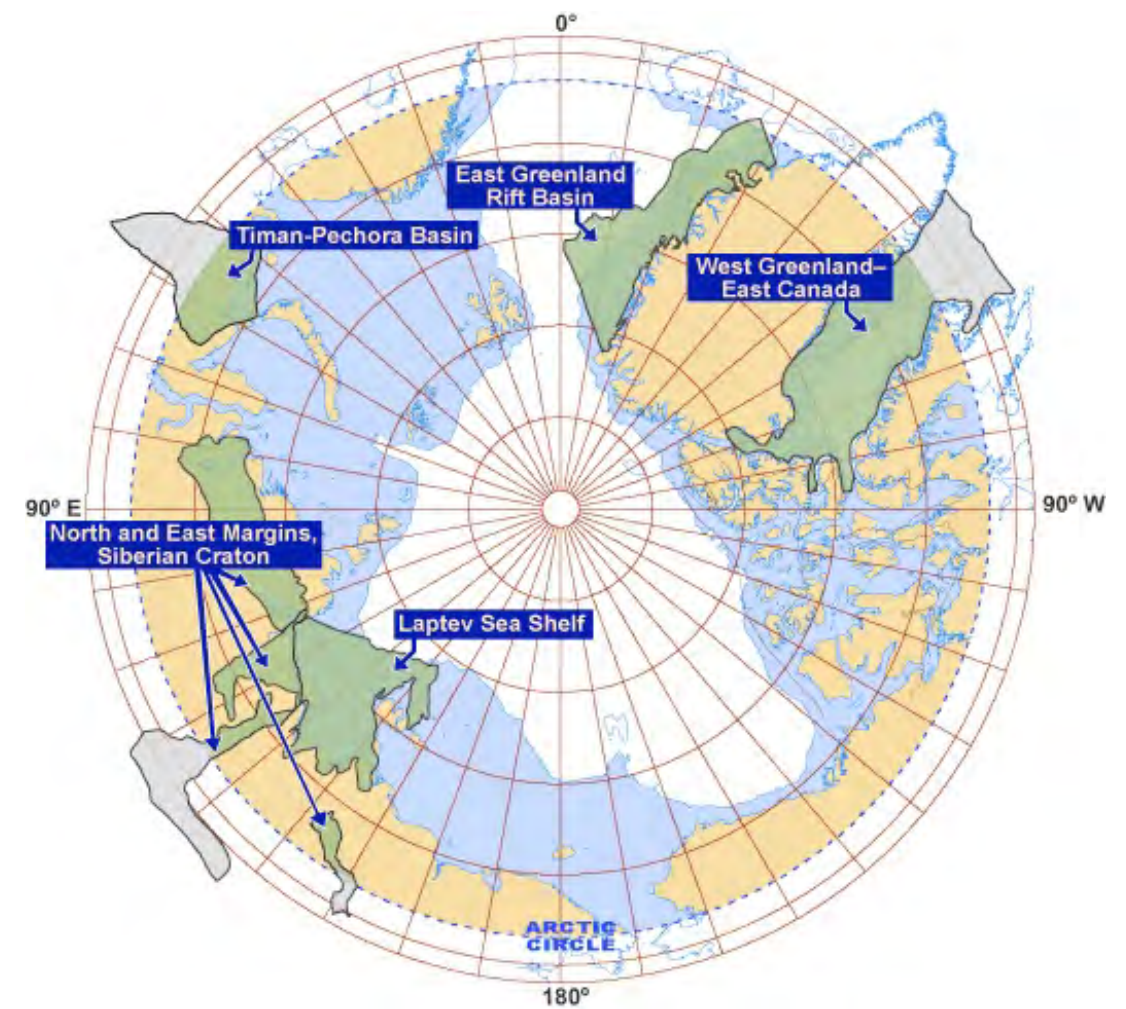 0°
East Greenland
Rift Basin
Timan-Pechora Basin
West Greenland–
East Canada
90° E
90° W
North and East Margins,
Siberian Craton
Laptev Sea Shelf
ARCTIC
CIRCLE
180°